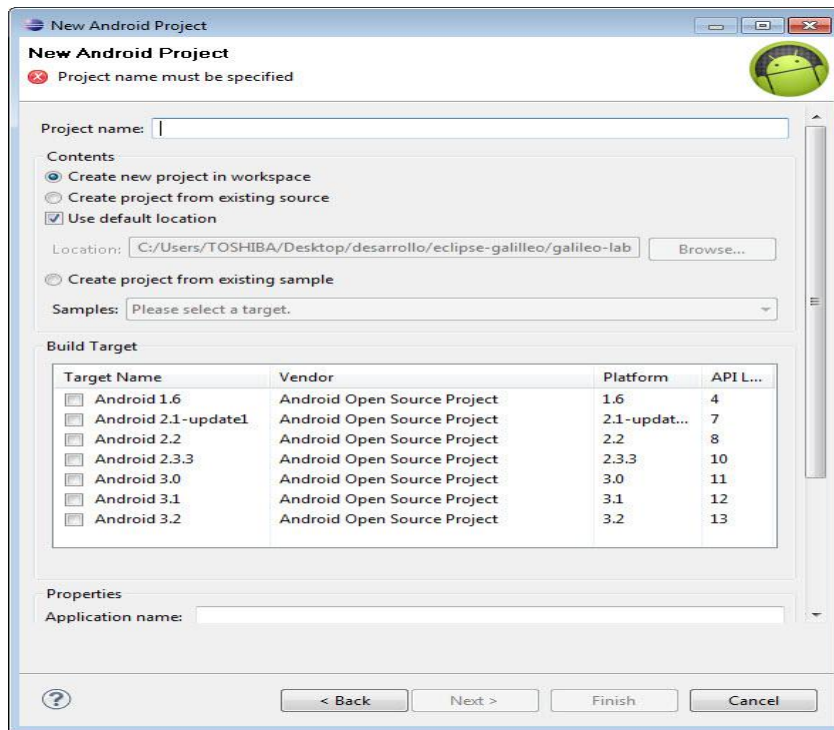 New Android Project
New Android Project
Project name must be specified
Project name:
Contents
Create new project in workspace
Create project from existing source
Use default location
Location: C:/Users/TOSHIBA/Desktop/desarrollo/eclipse-galilleo/galileo-lab Browse...
Create project from existing sample
Samples: Please select a target.
Build Target
Target Name Vendor Platform API L...
Android 1.6 Android Open Source Project 1.6 4
Android 2.1-update1 Android Open Source Project 2.1-updat... 7
Android 2.2 Android Open Source Project 2.2 8
Android 2.3.3 Android Open Source Project 2.3.3 10
Android 3.0 Android Open Source Project 3.0 11
Android 3.1 Android Open Source Project 3.1 12
Android 3.2 Android Open Source Project 3.2 13
Properties
Application name:
? < Back Next > Finish Cancel